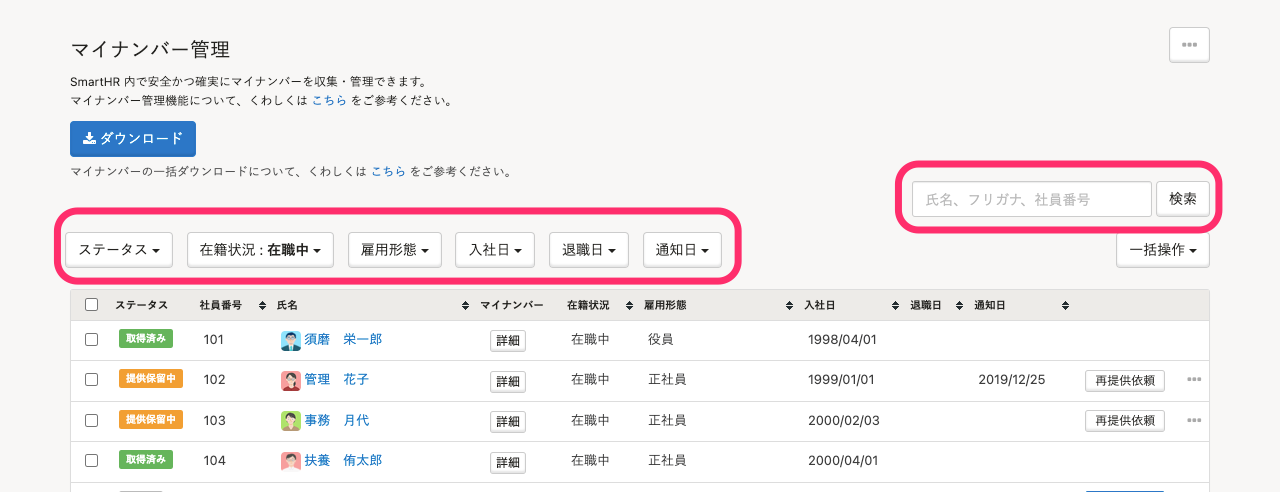 マイナンバー管理
SmartHR 内で安全かつ確実にマイナンバーを収集・管理できます。
マイナンバー管理機能について、くわしくは こちら をご参考ください。
ダウンロード
マイナンバーの一括ダウンロードについて、くわしくは こちら をご参考ください。
氏名、フリガナ、社員番号 検索
ステータス 在籍状況 : 在職中 雇用形態 入社日 退職日 通知日 一括操作
ステータス 社員番号 氏名 マイナンバー 在籍状況 雇用形態 入社日 退職日 通知日
取得済み 101 須磨 栄一郎 詳細 在職中 役員 1998/04/01
提供保留中 102 管理 花子 詳細 在職中 正社員 1999/01/01 2019/12/25 再提供依頼
提供保留中 103 事務 月代 詳細 在職中 正社員 2000/02/03 再提供依頼
取得済み 104 扶養 侑太郎 詳細 在職中 正社員 2000/04/01